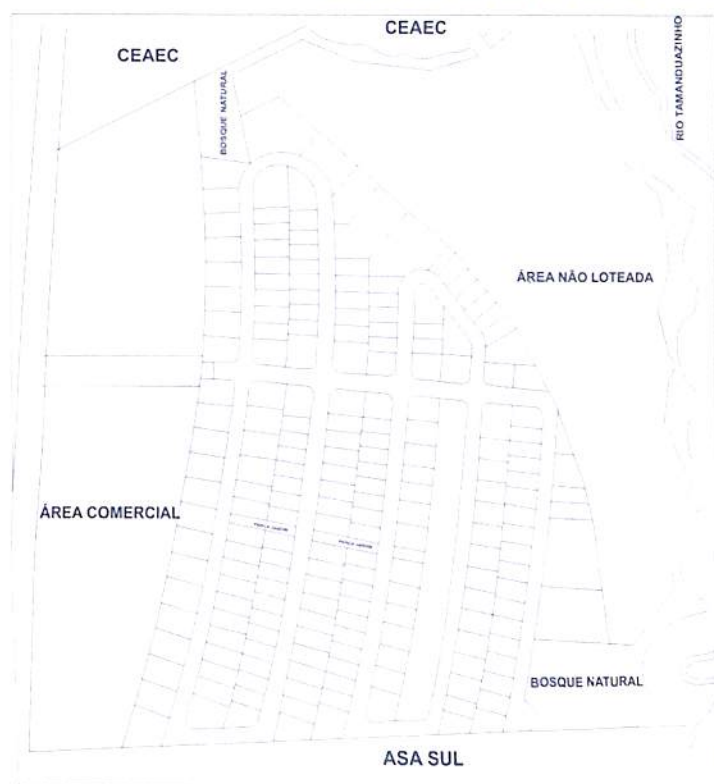 CEAEC
CEAEC
RIO TAMANDUAZINHO
BOSQUE NATURAL
ÁREA NÃO LOTEADA
ÁREA COMERCIAL
BOSQUE NATURAL
ASA SUL